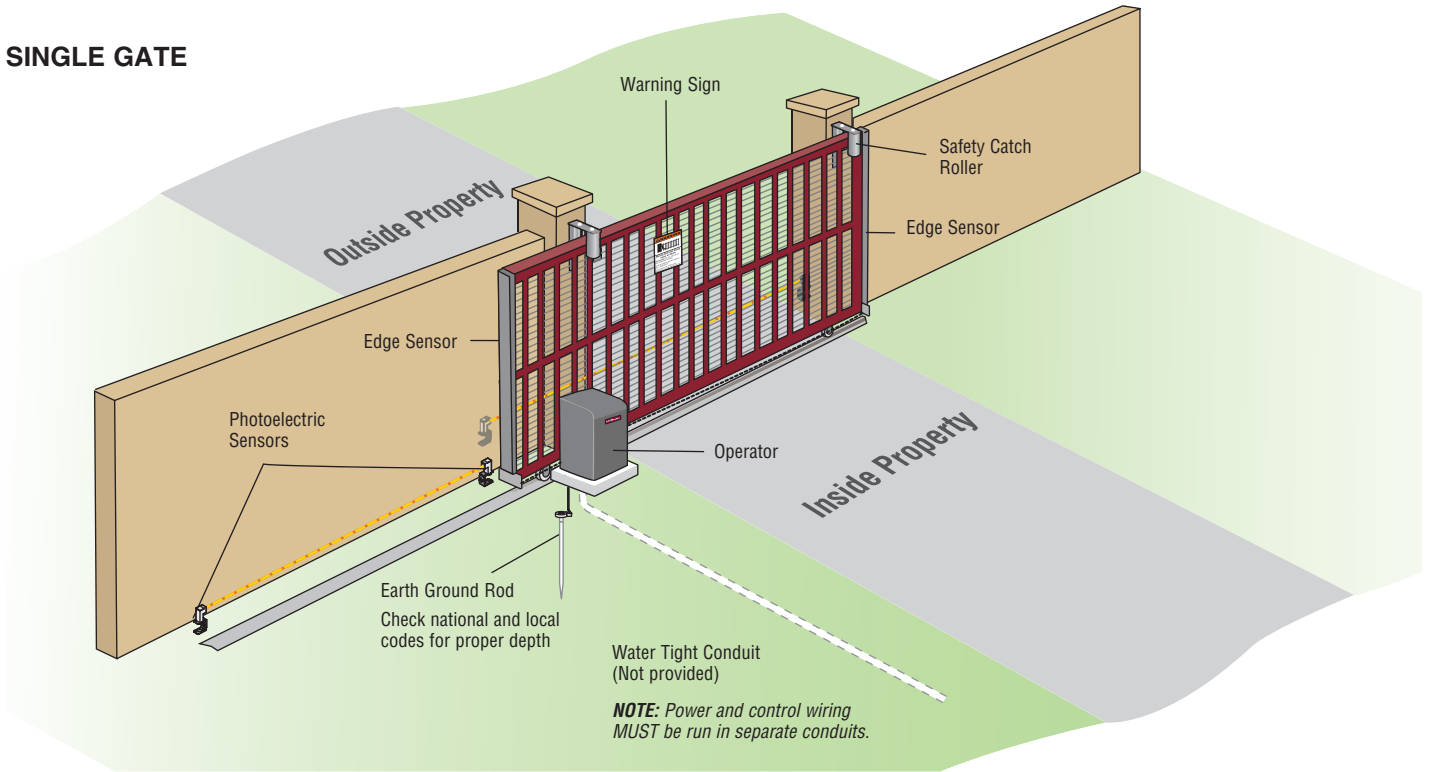 SINGLE GATE
Warning Sign
Safety Catch
Roller
Outside Property
Edge Sensor
Edge Sensor
Photoelectric
Sensors
Operator
Inside Property
Earth Ground Rod
Check national and local
codes for proper depth
Water Tight Conduit
(Not provided)
NOTE: Power and control wiring
MUST be run in separate conduits.